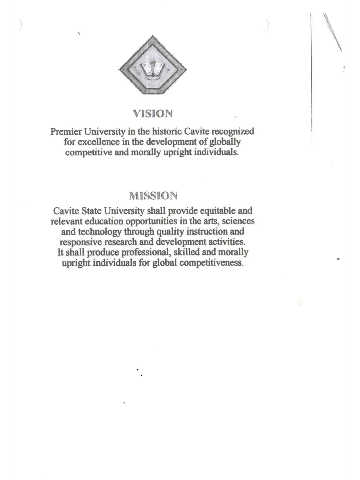 VISION
Premier University in the historic Cavite recognized
for excellence in the development of globally
competitive and morally upright individuals.
MISSION
Cavite State University shall provide equitable and
relevant education opportunities in the arts, sciences
and technology through quality instruction and
responsive research and development activities.
It shall produce professional, skilled and morally
upright individuals for global competitiveness.